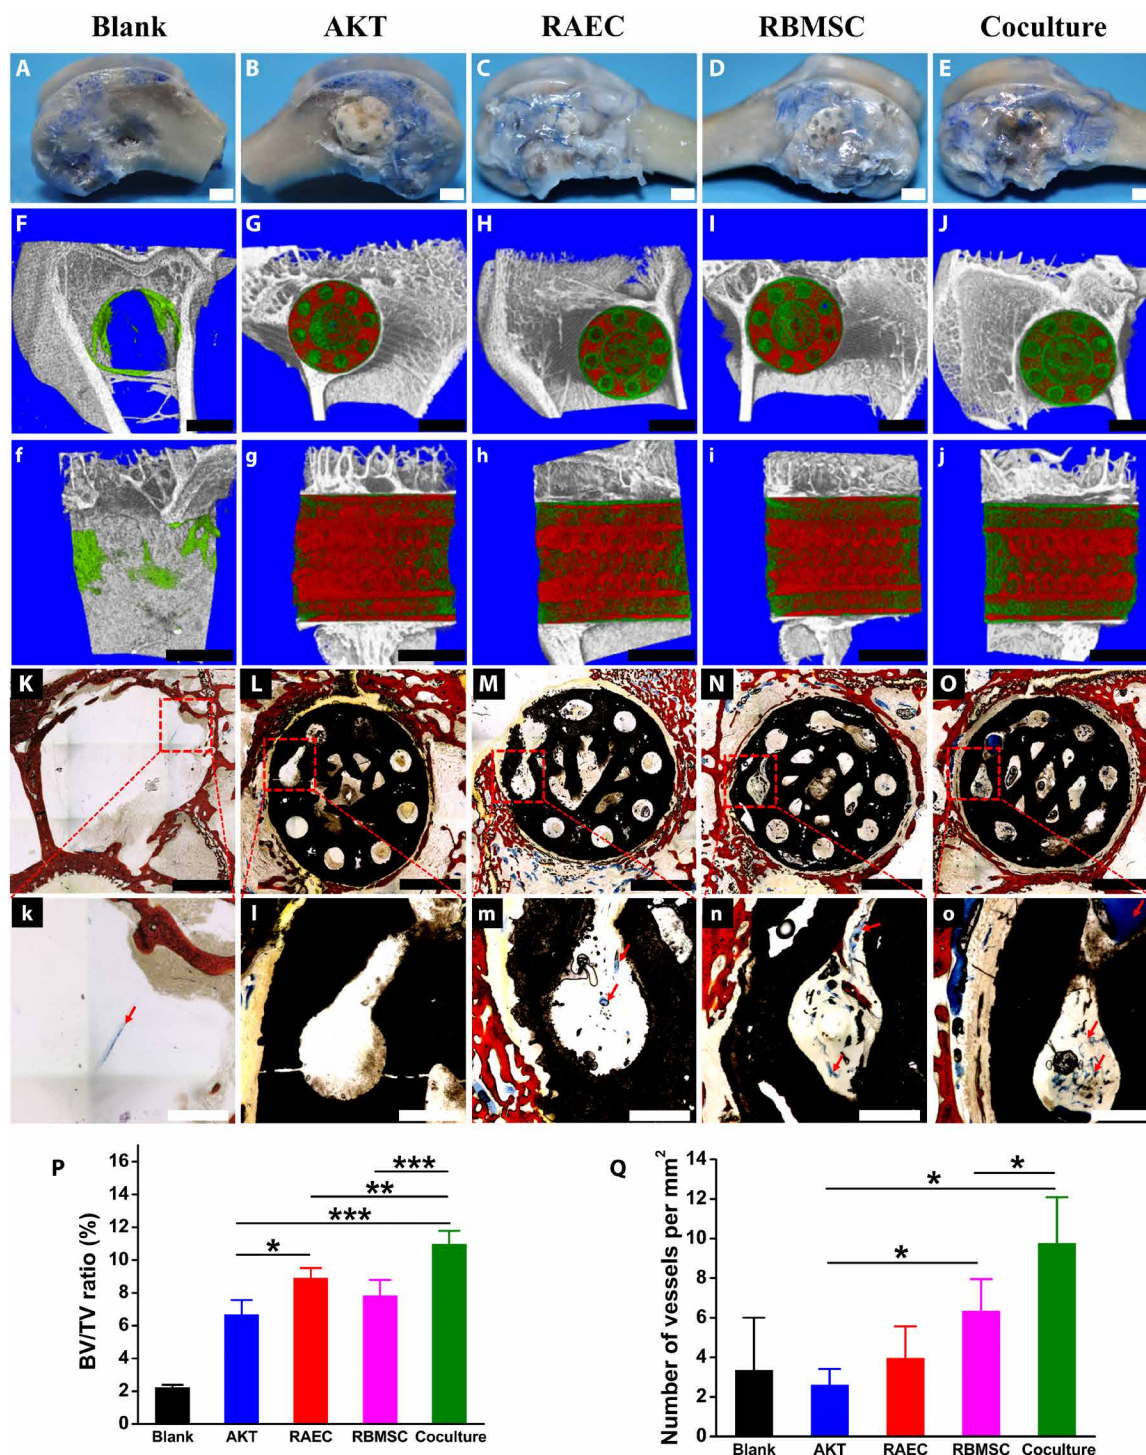 Blank AKT RAEC RBMSC Coculture
A B C D E
F G H I J
f g h i j
K L M N O
k l m n o
P
BV/TV ratio (%)
16
14
12
10
8
6
4
2
0
***
**
***
*
Blank AKT RAEC RBMSC Coculture
Q
Number of vessels per mm²
14
12
10
8
6
4
2
0
*
*
*
Blank AKT RAEC RBMSC Coculture